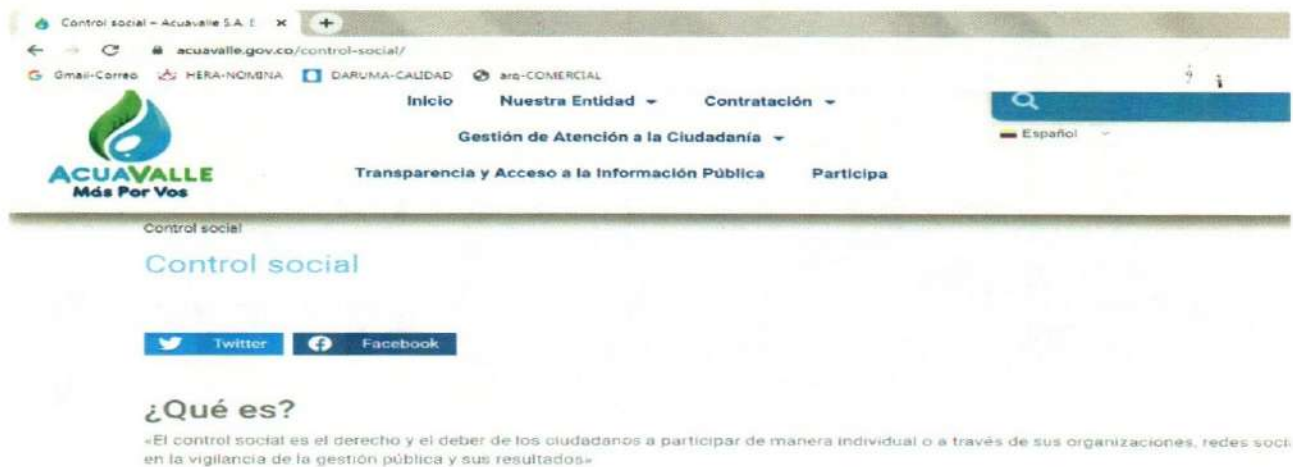 Control social – Acuavalle S.A. E
acuavalle.gov.co/control-social/
Gmail-Correo HERA-NOMINA DARUMA-CALIDAD arq-COMERCIAL
Inicio Nuestra Entidad Contratación
Gestión de Atención a la Ciudadanía
Español
ACUAVALLE
Más Por Vos
Transparencia y Acceso a la Información Pública Participa
Control social
Control social
Twitter Facebook
¿Qué es?
«El control social es el derecho y el deber de los ciudadanos a participar de manera individual o a través de sus organizaciones, redes soci
en la vigilancia de la gestión pública y sus resultados»